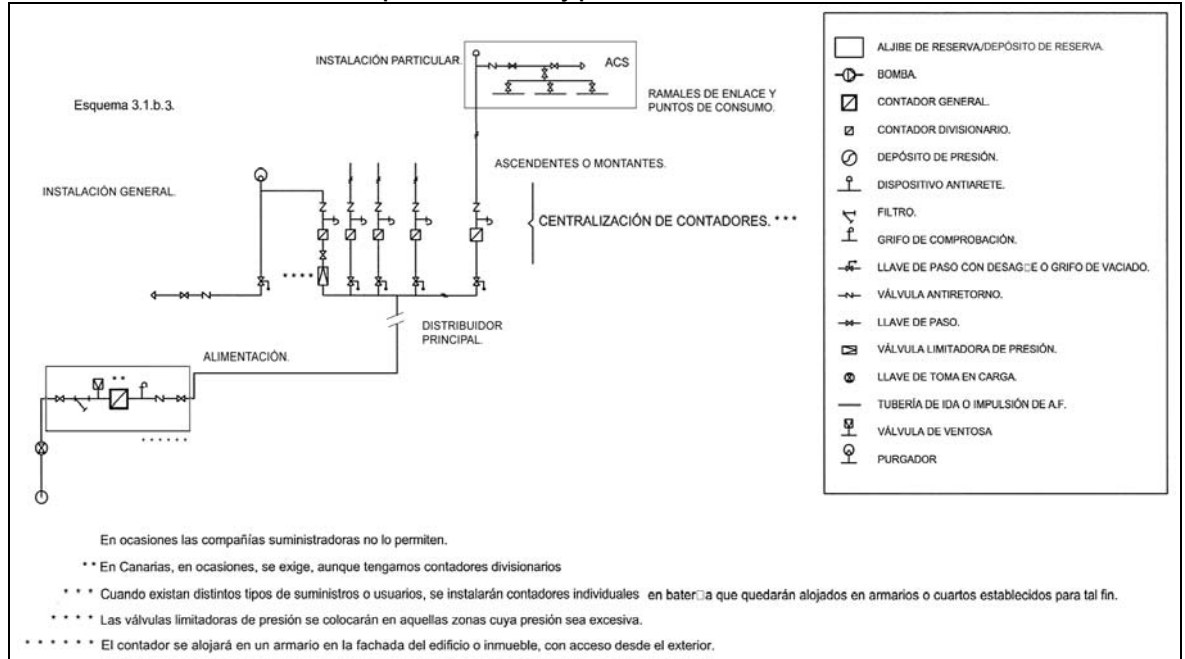 INSTALACIÓN PARTICULAR.
ACS
RAMALES DE ENLACE Y
PUNTOS DE CONSUMO.
Esquema 3.1.b.3.
ASCENDENTES O MONTANTES.
INSTALACIÓN GENERAL.
CENTRALIZACIÓN DE CONTADORES. * * *
* * * *
DISTRIBUIDOR
PRINCIPAL.
ALIMENTACIÓN.
* *
* * * * * *
ALJIBE DE RESERVA/DEPÓSITO DE RESERVA.
BOMBA.
CONTADOR GENERAL.
CONTADOR DIVISIONARIO.
DEPÓSITO DE PRESIÓN.
DISPOSITIVO ANTIARETE.
FILTRO.
GRIFO DE COMPROBACIÓN.
LLAVE DE PASO CON DESAG□E O GRIFO DE VACIADO.
VÁLVULA ANTIRETORNO.
LLAVE DE PASO.
VÁLVULA LIMITADORA DE PRESIÓN.
LLAVE DE TOMA EN CARGA.
TUBERÍA DE IDA O IMPULSIÓN DE A.F.
VÁLVULA DE VENTOSA
PURGADOR
En ocasiones las compañías suministradoras no lo permiten.
* * En Canarias, en ocasiones, se exige, aunque tengamos contadores divisionarios
* * * Cuando existan distintos tipos de suministros o usuarios, se instalarán contadores individuales en bater□a que quedarán alojados en armarios o cuartos establecidos para tal fin.
* * * * Las válvulas limitadoras de presión se colocarán en aquellas zonas cuya presión sea excesiva.
* * * * * * El contador se alojará en un armario en la fachada del edificio o inmueble, con acceso desde el exterior.